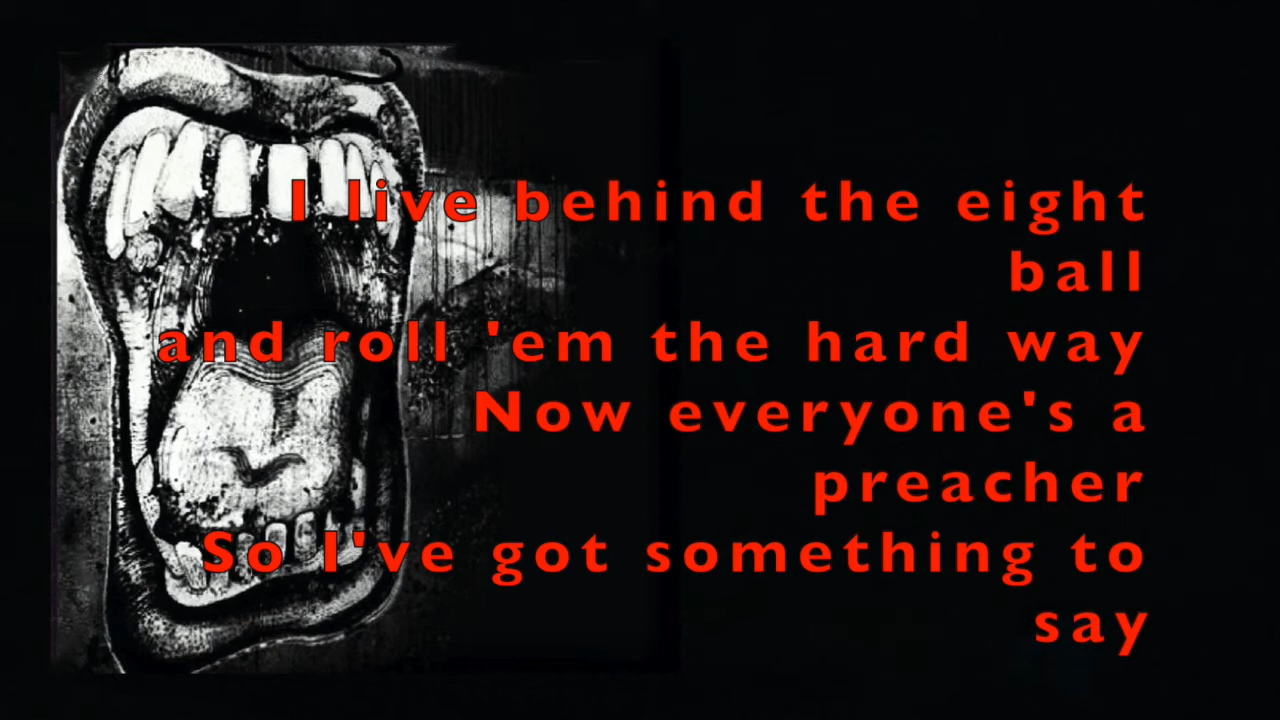 I live behind the eight
ball
and roll 'em the hard way
Now everyone's a
preacher
So I've got something to
say